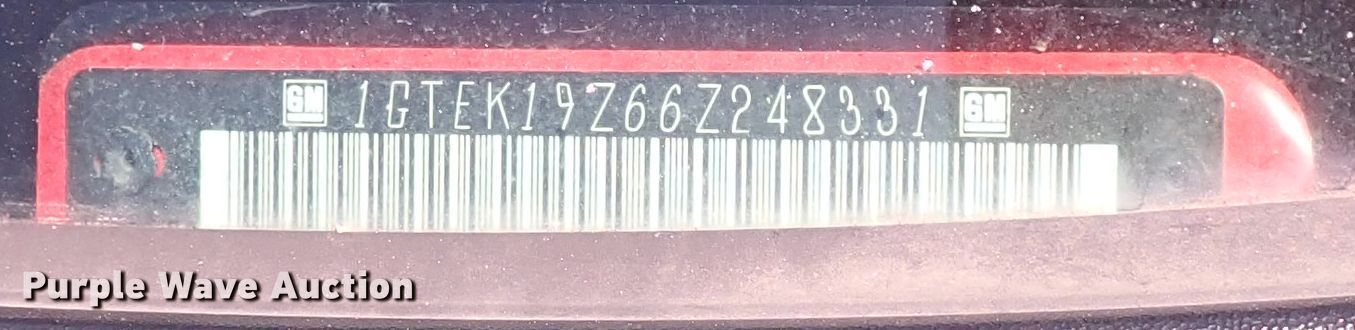 GM 1GTEK19Z66Z248331 GM
Purple Wave Auction